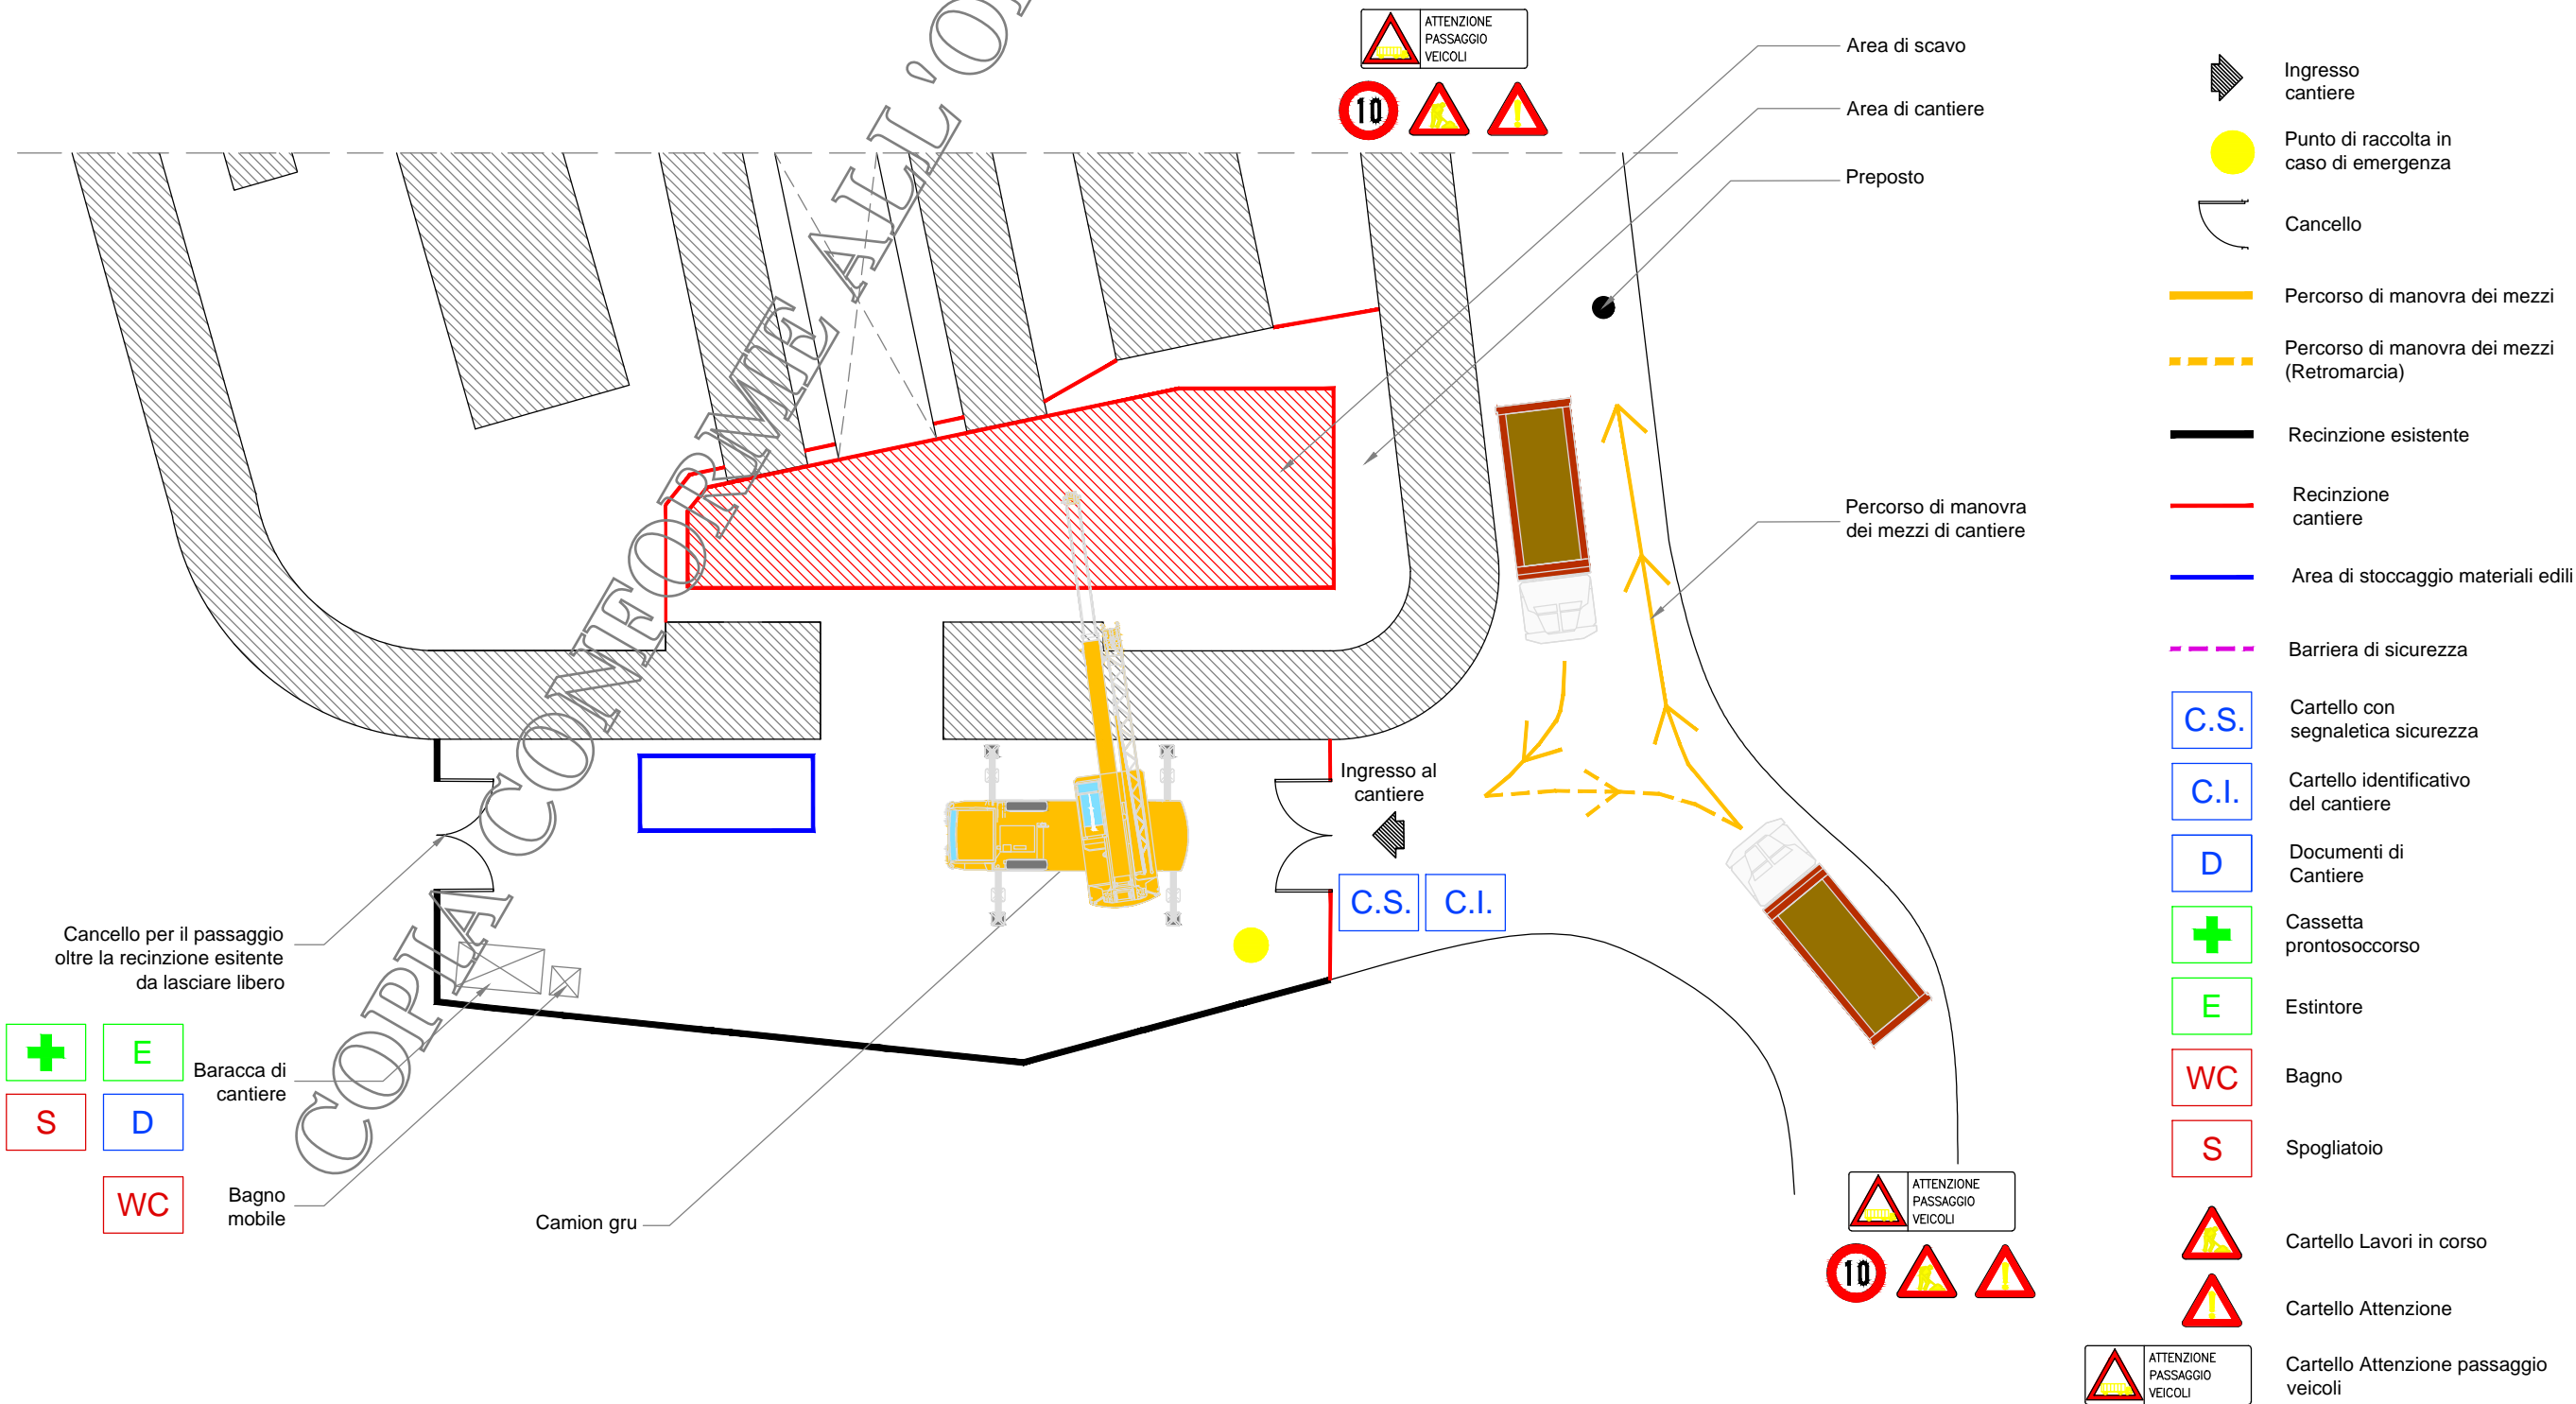 ATTENZIONE
PASSAGGIO
VEICOLI
10
Area di scavo
Area di cantiere
Preposto
Percorso di manovra
dei mezzi di cantiere
Ingresso al
cantiere
C.S.
C.I.
Cancello per il passaggio
oltre la recinzione esitente
da lasciare libero
E
Baracca di
cantiere
S
D
WC
Bagno
mobile
Camion gru
ATTENZIONE
PASSAGGIO
VEICOLI
10
COPIA CONFORME ALL'
Ingresso
cantiere
Punto di raccolta in
caso di emergenza
Cancello
Percorso di manovra dei mezzi
Percorso di manovra dei mezzi
(Retromarcia)
Recinzione esistente
Recinzione
cantiere
Area di stoccaggio materiali edili
Barriera di sicurezza
C.S.
Cartello con
segnaletica sicurezza
C.I.
Cartello identificativo
del cantiere
D
Documenti di
Cantiere
Cassetta
prontosoccorso
E
Estintore
WC
Bagno
S
Spogliatoio
Cartello Lavori in corso
Cartello Attenzione
ATTENZIONE
PASSAGGIO
VEICOLI
Cartello Attenzione passaggio
veicoli